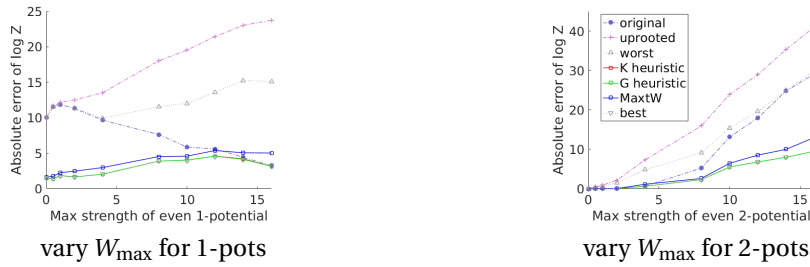 25
20
15
10
5
0
Absolute error of log Z
0 5 10 15
Max strength of even 1-potential
vary Wmax for 1-pots
40
30
20
10
0
Absolute error of log Z
original
uprooted
worst
K heuristic
G heuristic
MaxtW
best
0 5 10 15
Max strength of even 2-potential
vary Wmax for 2-pots